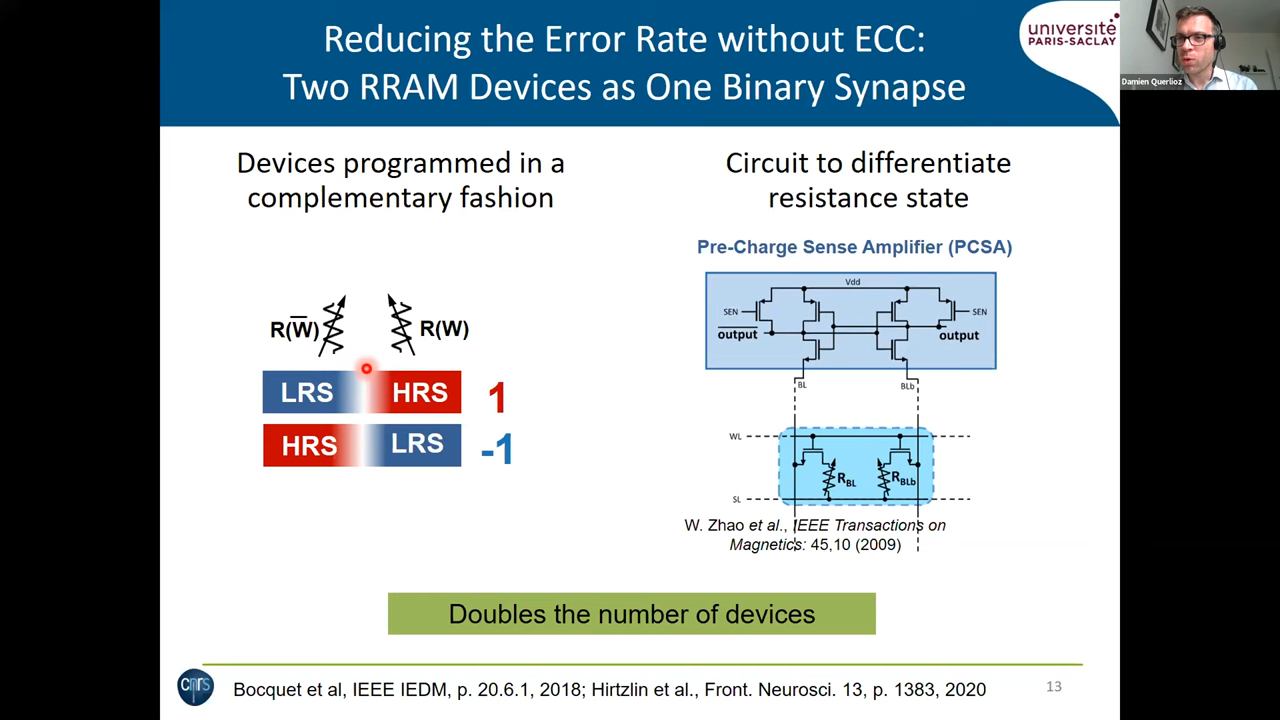 Reducing the Error Rate without ECC:
Two RRAM Devices as One Binary Synapse
université
PARIS-SACLAY
Damien Querlioz
Devices programmed in a
complementary fashion
R(W̅)
R(W)
LRS
HRS
1
HRS
LRS
-1
Circuit to differentiate
resistance state
Pre-Charge Sense Amplifier (PCSA)
Vdd
SEN
SEN
output
output
BL
BLb
WL
RBL
RBLb
SL
W. Zhao et al., IEEE Transactions on
Magnetics: 45,10 (2009)
Doubles the number of devices
cnrs
Bocquet et al, IEEE IEDM, p. 20.6.1, 2018; Hirtzlin et al., Front. Neurosci. 13, p. 1383, 2020
13